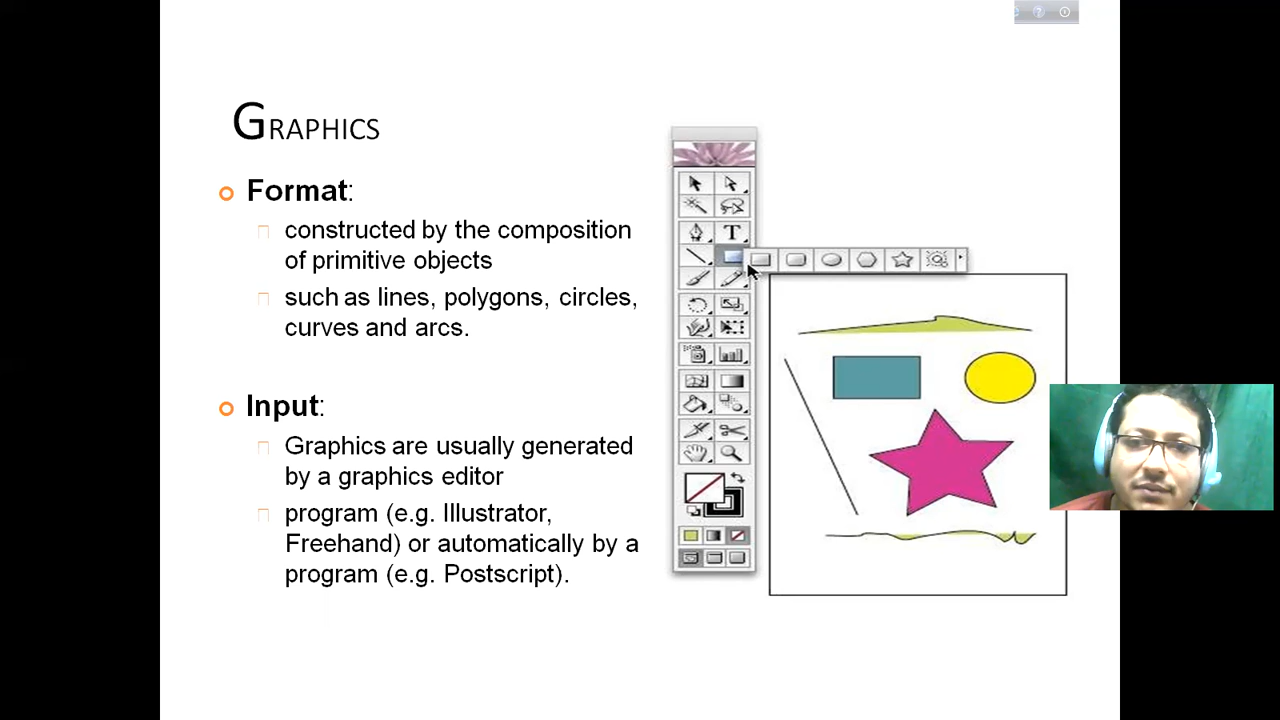 GRAPHICS
Format:
constructed by the composition
of primitive objects
such as lines, polygons, circles,
curves and arcs.
Input:
Graphics are usually generated
by a graphics editor
program (e.g. Illustrator,
Freehand) or automatically by a
program (e.g. Postscript).
T